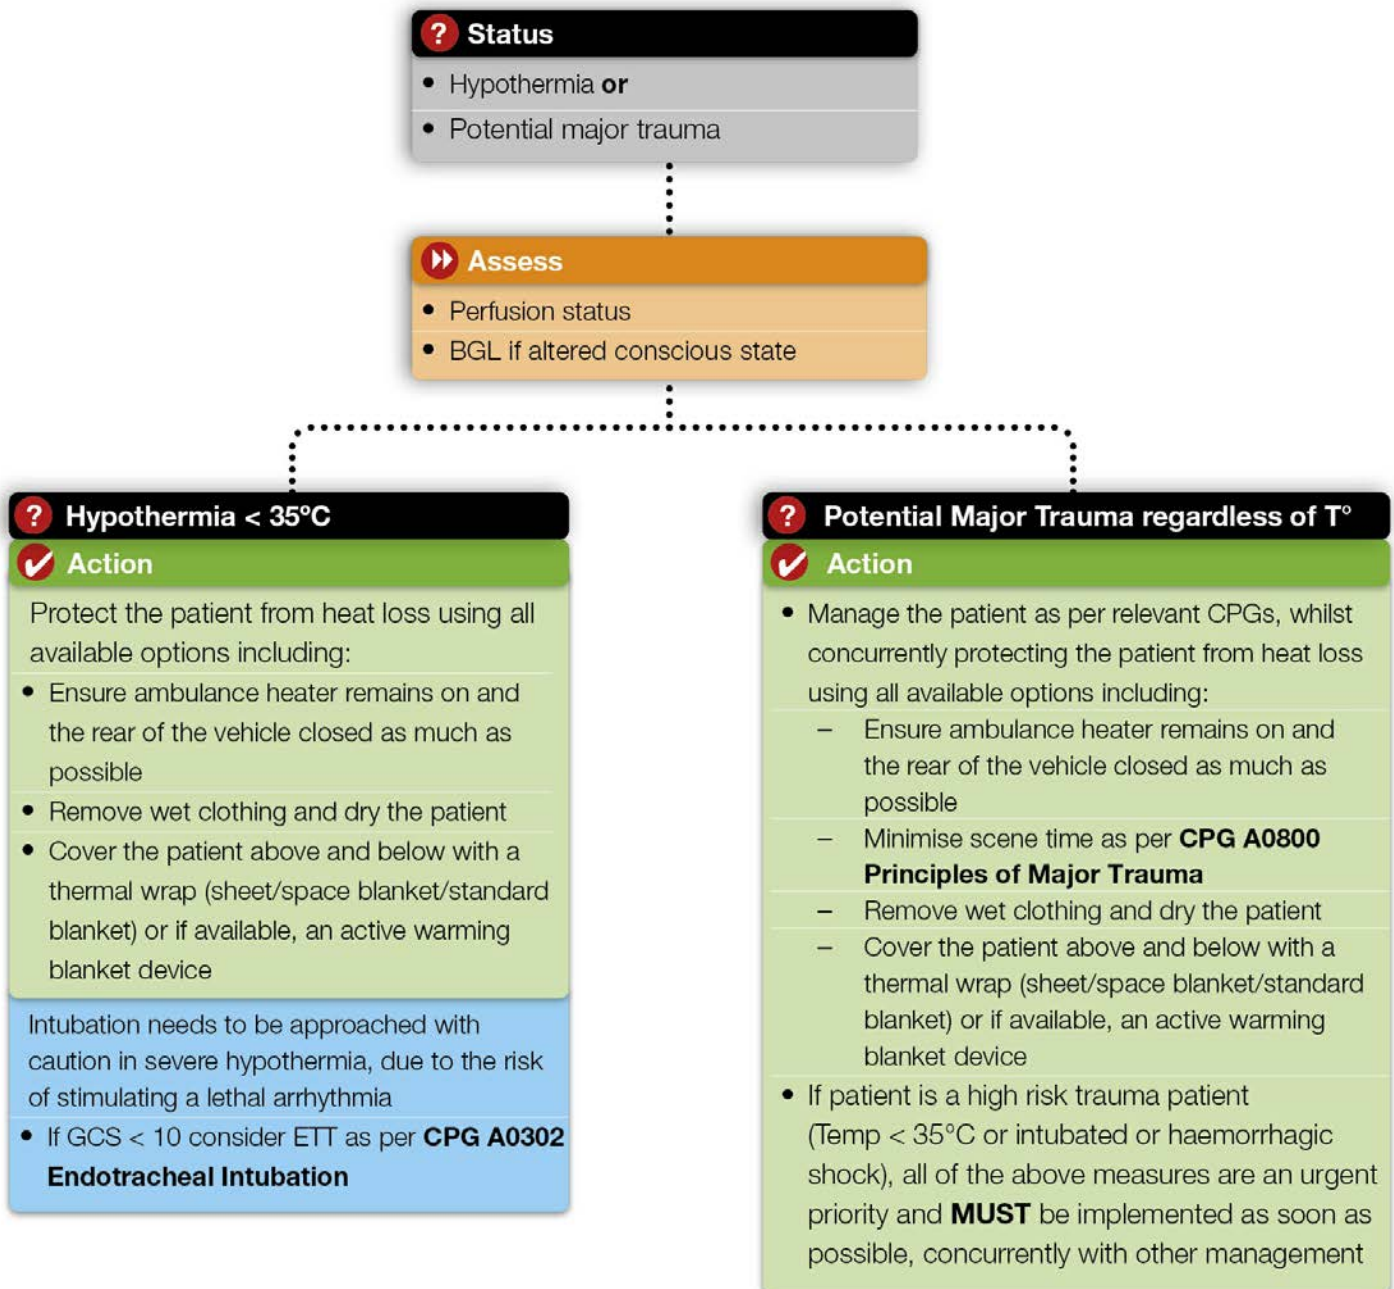 ? Status
• Hypothermia or
• Potential major trauma
Assess
• Perfusion status
• BGL if altered conscious state
? Hypothermia < 35ºC
Action
Protect the patient from heat loss using all
available options including:
• Ensure ambulance heater remains on and
the rear of the vehicle closed as much as
possible
• Remove wet clothing and dry the patient
• Cover the patient above and below with a
thermal wrap (sheet/space blanket/standard
blanket) or if available, an active warming
blanket device
Intubation needs to be approached with
caution in severe hypothermia, due to the risk
of stimulating a lethal arrhythmia
• If GCS < 10 consider ETT as per CPG A0302
Endotracheal Intubation
? Potential Major Trauma regardless of Tº
Action
• Manage the patient as per relevant CPGs, whilst
concurrently protecting the patient from heat loss
using all available options including:
– Ensure ambulance heater remains on and
the rear of the vehicle closed as much as
possible
– Minimise scene time as per CPG A0800
Principles of Major Trauma
– Remove wet clothing and dry the patient
– Cover the patient above and below with a
thermal wrap (sheet/space blanket/standard
blanket) or if available, an active warming
blanket device
• If patient is a high risk trauma patient
(Temp < 35ºC or intubated or haemorrhagic
shock), all of the above measures are an urgent
priority and MUST be implemented as soon as
possible, concurrently with other management